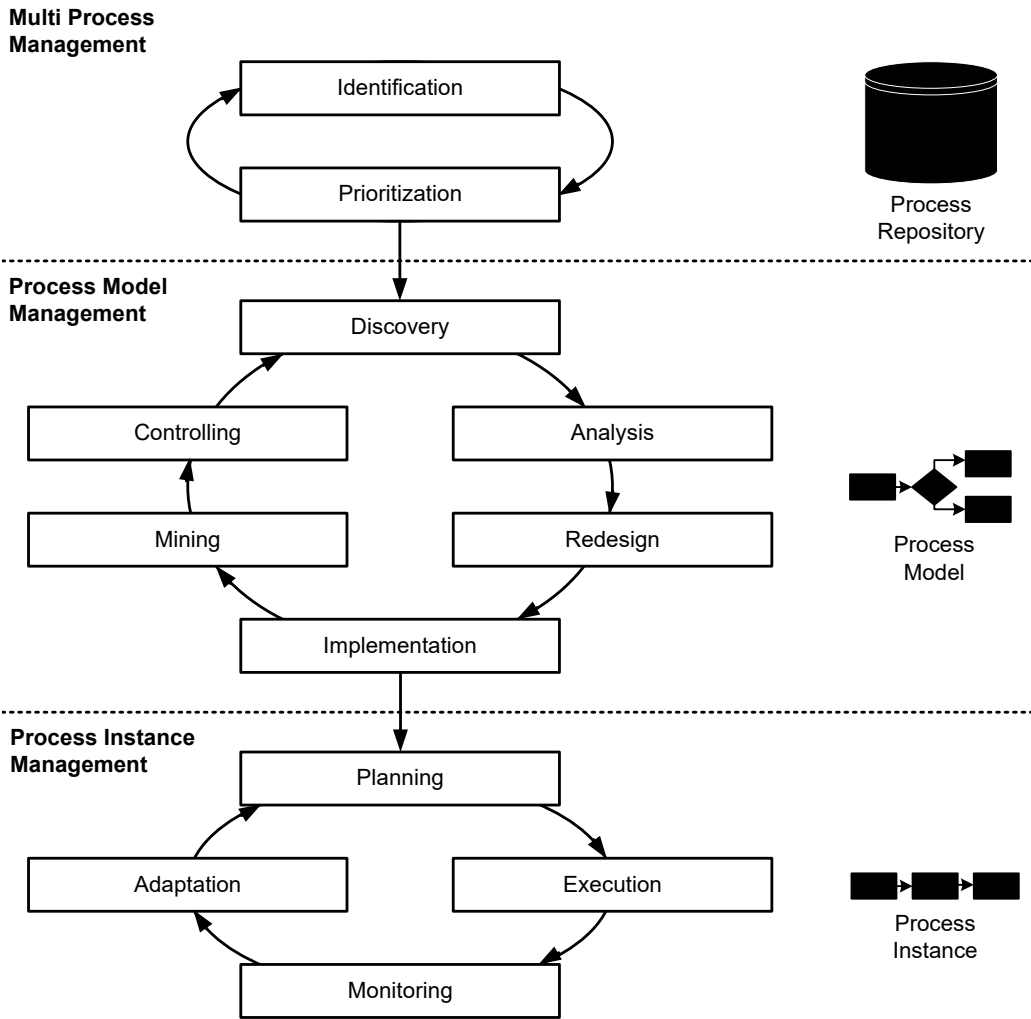 Multi Process
Management
Identification
Prioritization
Process
Repository
Process Model
Management
Discovery
Controlling
Analysis
Mining
Redesign
Process
Model
Implementation
Process Instance
Management
Planning
Adaptation
Execution
Process
Instance
Monitoring